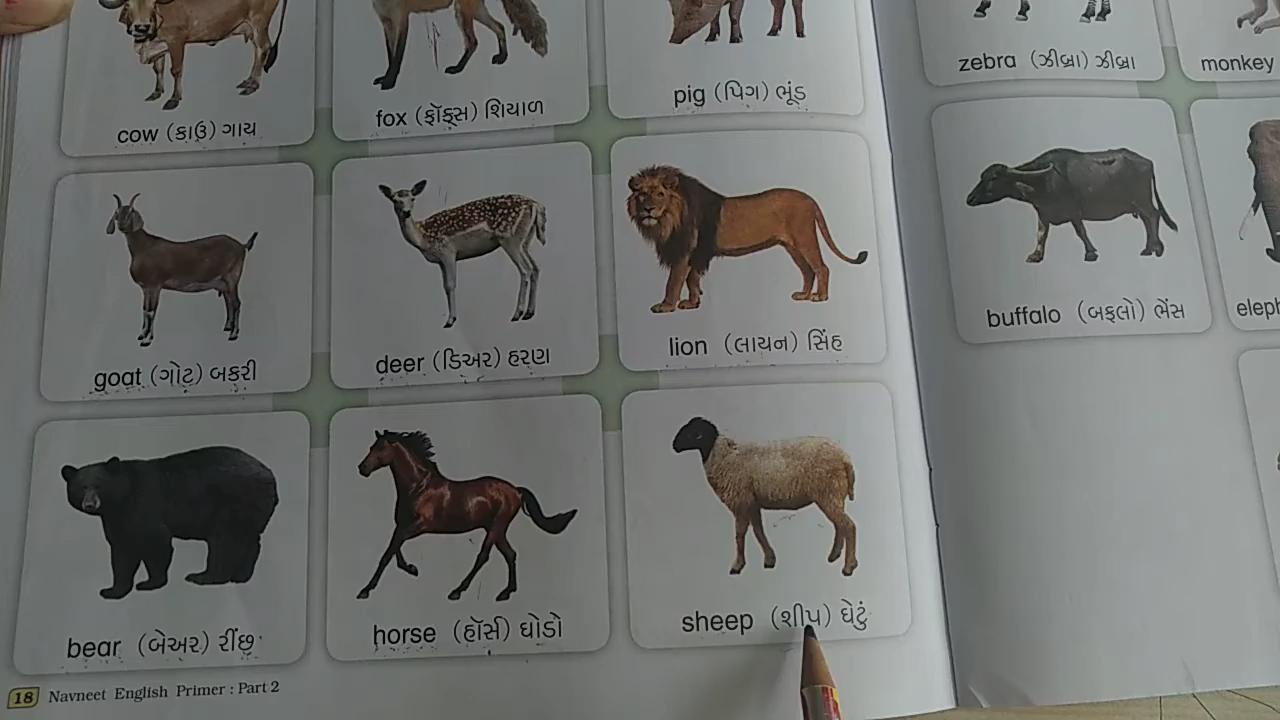 cow (કાઉ) ગાય
fox (ફૉક્સ) શિયાળ
pig (પિગ) ભૂંડ
goat (ગોટ) બકરી
deer (ડિઅર) હરણ
lion (લાયન) સિંહ
bear (બેઅર) રીંછ
horse (હૉર્સ) ઘોડો
sheep (શીપ) ઘેટું
18 Navneet English Primer : Part 2
zebra (ઝીબ્રા) ઝીબ્રા
monkey
buffalo (બફલો) ભેંસ
eleph